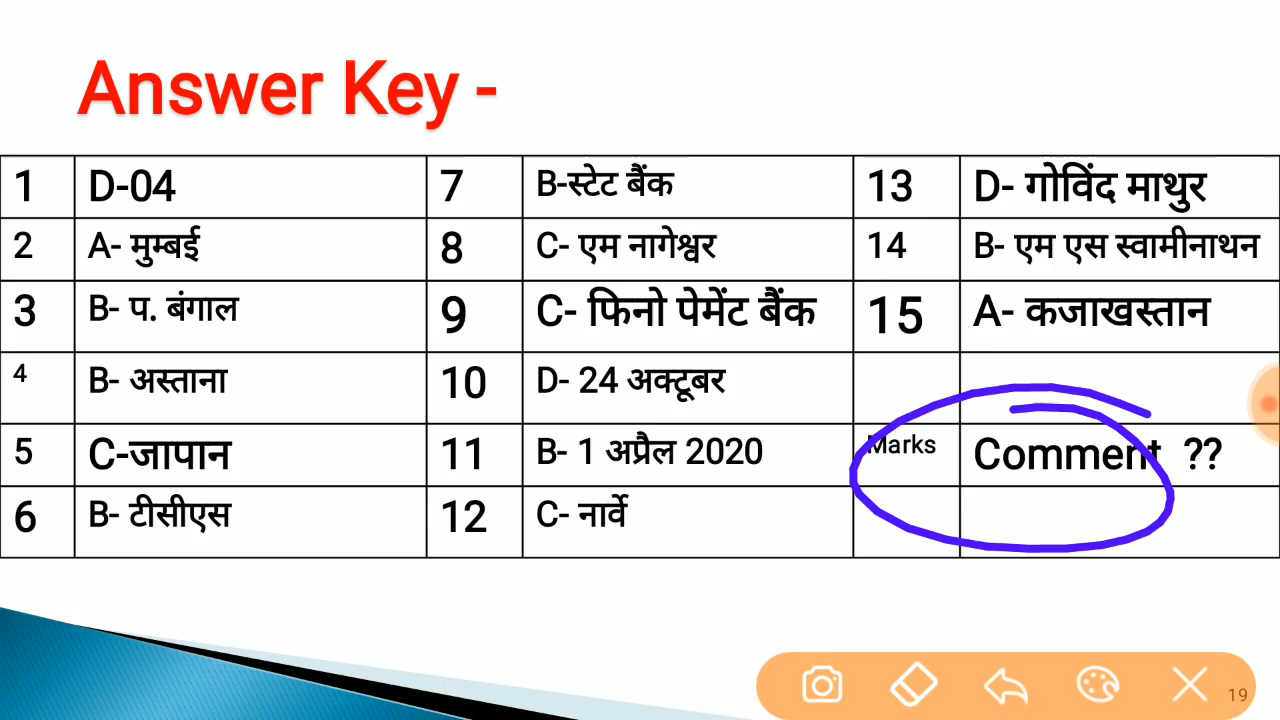 Answer Key -
1 D-04 7 B-स्टेट बैंक 13 D- गोविंद माथुर
2 A- मुम्बई 8 C- एम नागेश्वर 14 B- एम एस स्वामीनाथन
3 B- प. बंगाल 9 C- फिनो पेमेंट बैंक 15 A- कजाखस्तान
4 B- अस्ताना 10 D- 24 अक्टूबर
5 C-जापान 11 B- 1 अप्रैल 2020 Marks Comment ??
6 B- टीसीएस 12 C- नार्वे
19